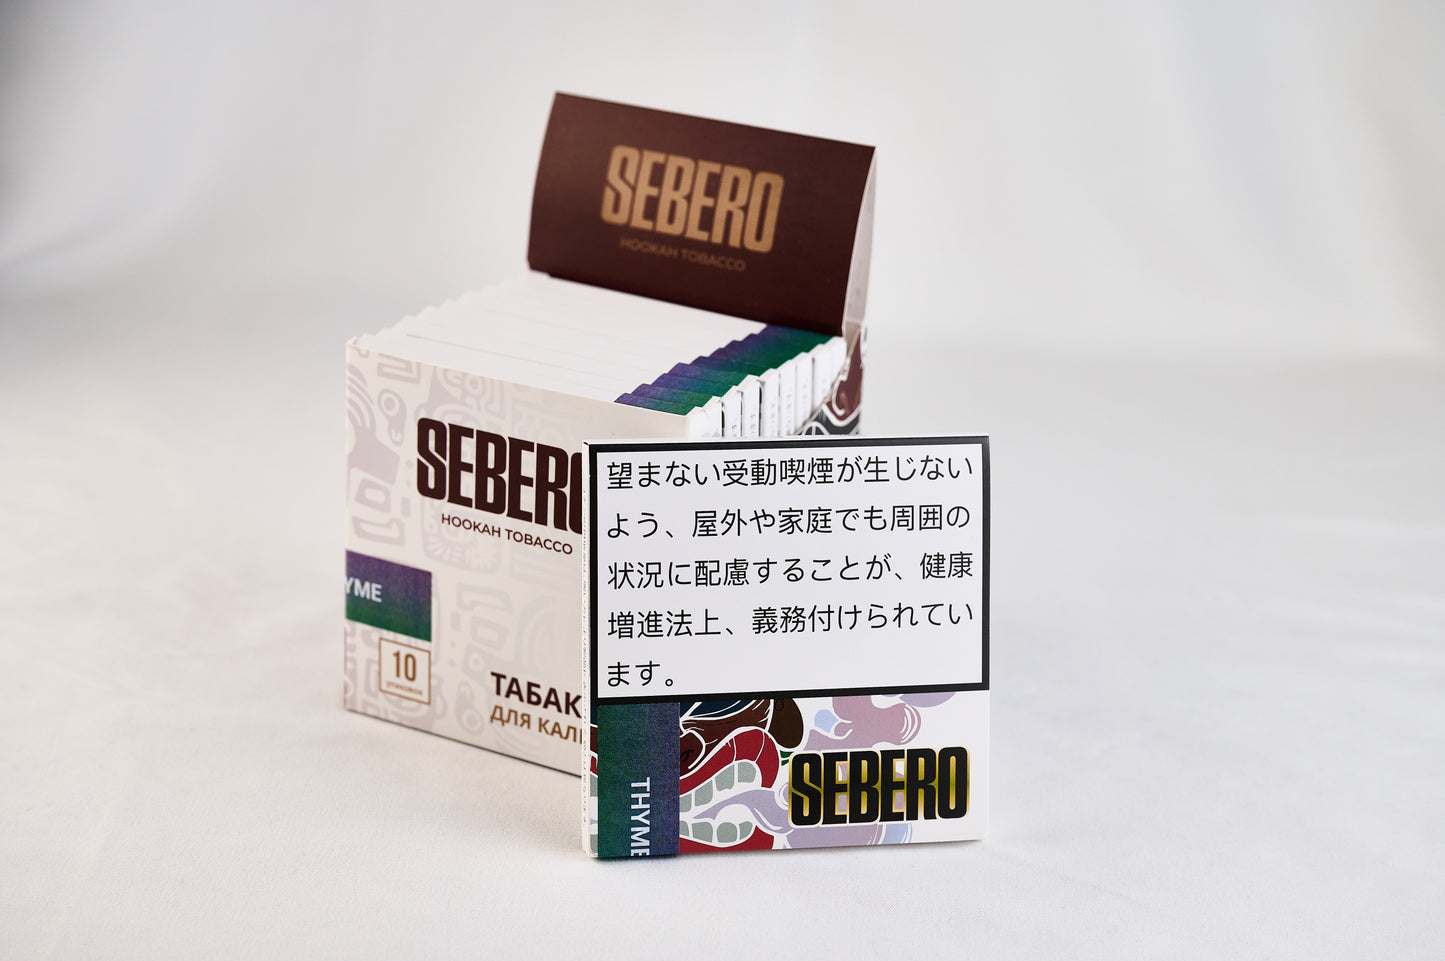 SEBERO
HOOKAH TOBACCO
SEBERO
HOOKAH TOBACCO
YME
10
упаковок
ТАБАК
ДЛЯ КАЛ
望まない受動喫煙が生じない
よう、屋外や家庭でも周囲の
状況に配慮することが、健康
増進法上、義務付けられてい
ます。
THYME
SEBERO